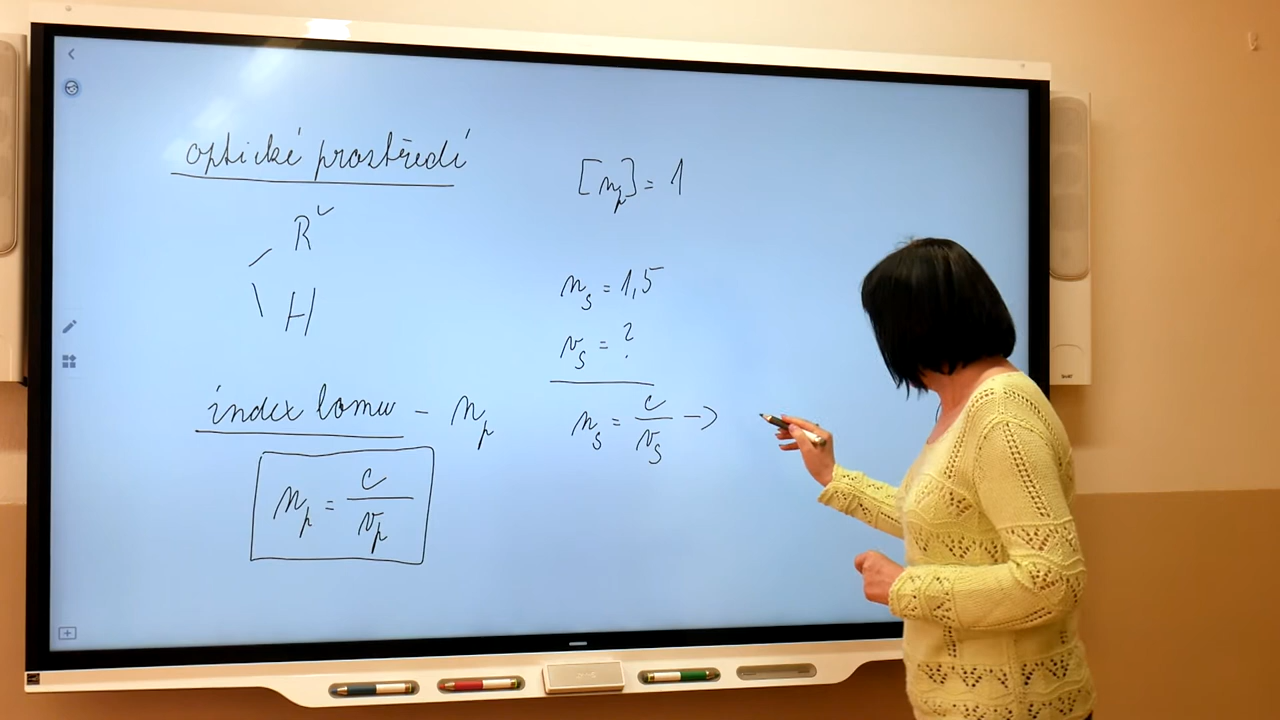 optické prostředí
R
H
index lomu - n_p
n_p = c / v_p
[n_p] = 1
n_s = 1,5
v_s = ?
n_s = c / v_s →